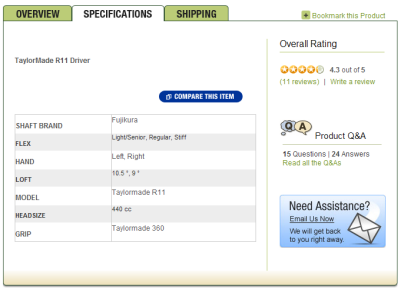 OVERVIEW
SPECIFICATIONS
SHIPPING
Bookmark this Product
TaylorMade R11 Driver
COMPARE THIS ITEM
SHAFT BRAND Fujikura
FLEX Light/Senior, Regular, Stiff
HAND Left, Right
LOFT 10.5 °, 9 °
MODEL Taylormade R11
HEADSIZE 440 cc
GRIP Taylormade 360
Overall Rating
4.3 out of 5
(11 reviews) | Write a review
Q A Product Q&A
15 Questions | 24 Answers
Read all the Q&As
Need Assistance?
Email Us Now
We will get back
to you right away.